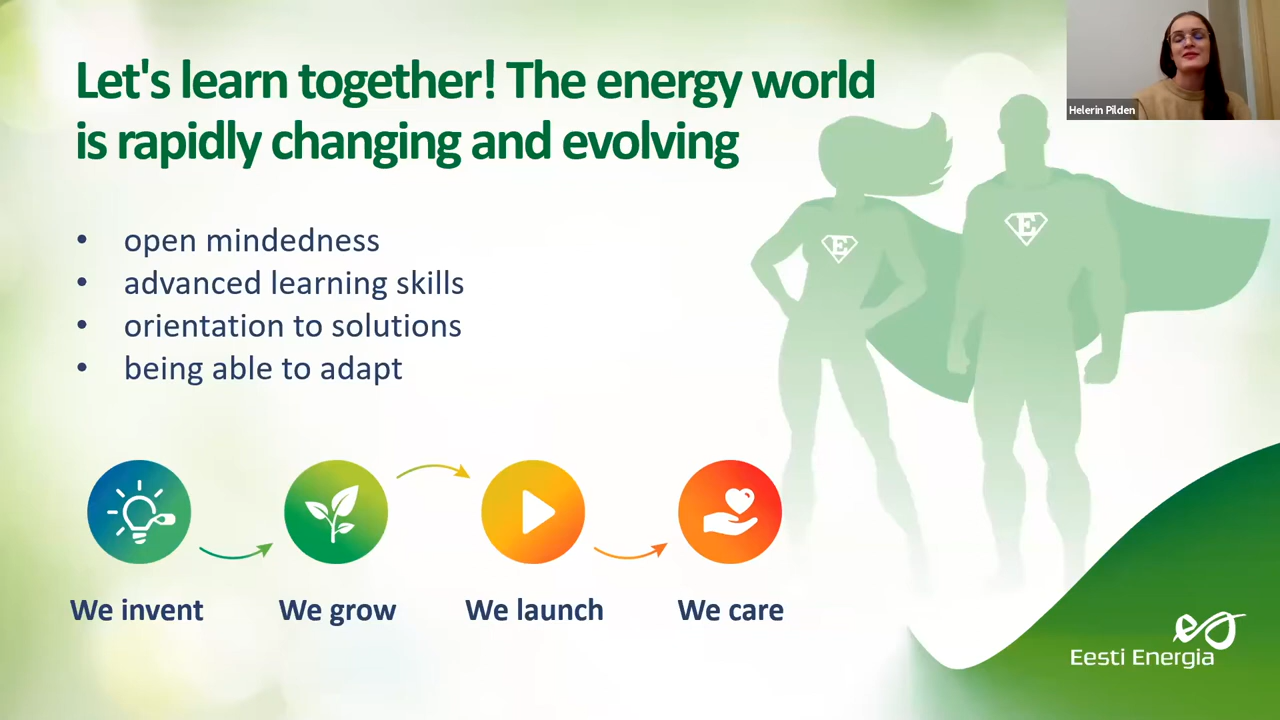 Let's learn together! The energy world
is rapidly changing and evolving
Helerin Pilden
• open mindedness
• advanced learning skills
• orientation to solutions
• being able to adapt
E
E
We invent
We grow
We launch
We care
Eesti Energia